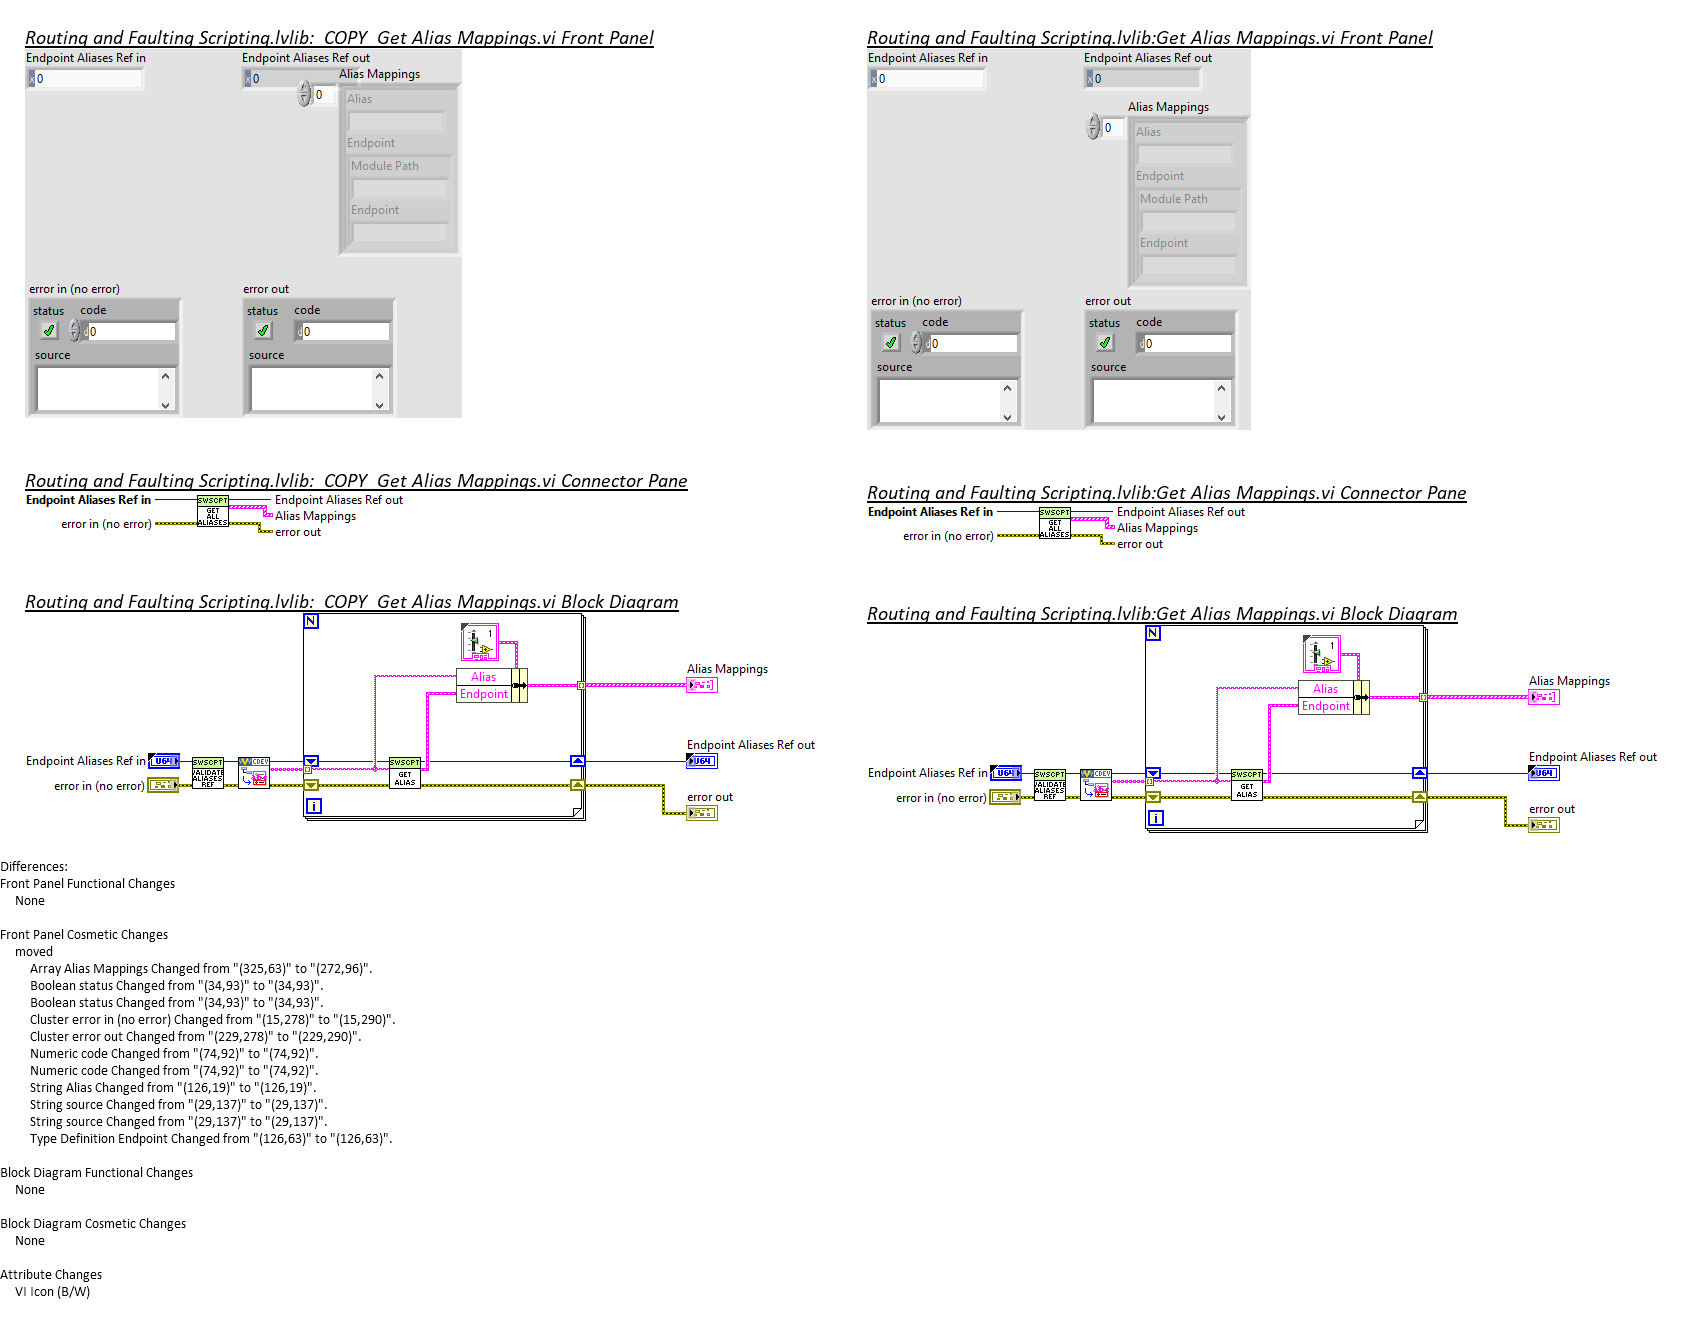 Routing and Faulting Scripting.lvlib:_COPY_Get Alias Mappings.vi Front Panel
Endpoint Aliases Ref in
x 0
Endpoint Aliases Ref out
x 0
Alias Mappings
0
Alias
Endpoint
Module Path
Endpoint
error in (no error)
status
code
d 0
source
error out
status
code
d 0
source
Routing and Faulting Scripting.lvlib:Get Alias Mappings.vi Front Panel
Endpoint Aliases Ref in
x 0
Endpoint Aliases Ref out
x 0
Alias Mappings
0
Alias
Endpoint
Module Path
Endpoint
error in (no error)
status
code
d 0
source
error out
status
code
d 0
source
Routing and Faulting Scripting.lvlib:_COPY_Get Alias Mappings.vi Connector Pane
Endpoint Aliases Ref in
error in (no error)
SWSCPT
GET
ALL
ALIASES
Endpoint Aliases Ref out
Alias Mappings
error out
Routing and Faulting Scripting.lvlib:Get Alias Mappings.vi Connector Pane
Endpoint Aliases Ref in
error in (no error)
SWSCPT
GET
ALL
ALIASES
Endpoint Aliases Ref out
Alias Mappings
error out
Routing and Faulting Scripting.lvlib:_COPY_Get Alias Mappings.vi Block Diagram
N
1
Alias
Endpoint
Alias Mappings
Endpoint Aliases Ref in
U64
error in (no error)
SWSCPT
VALIDATE
ALIASES
REF
CDEV
SWSCPT
GET
ALIAS
i
Endpoint Aliases Ref out
U64
error out
Routing and Faulting Scripting.lvlib:Get Alias Mappings.vi Block Diagram
N
1
Alias
Endpoint
Alias Mappings
Endpoint Aliases Ref in
U64
error in (no error)
SWSCPT
VALIDATE
ALIASES
REF
CDEV
SWSCPT
GET
ALIAS
i
Endpoint Aliases Ref out
U64
error out
Differences:
Front Panel Functional Changes
None
Front Panel Cosmetic Changes
moved
Array Alias Mappings Changed from "(325,63)" to "(272,96)".
Boolean status Changed from "(34,93)" to "(34,93)".
Boolean status Changed from "(34,93)" to "(34,93)".
Cluster error in (no error) Changed from "(15,278)" to "(15,290)".
Cluster error out Changed from "(229,278)" to "(229,290)".
Numeric code Changed from "(74,92)" to "(74,92)".
Numeric code Changed from "(74,92)" to "(74,92)".
String Alias Changed from "(126,19)" to "(126,19)".
String source Changed from "(29,137)" to "(29,137)".
String source Changed from "(29,137)" to "(29,137)".
Type Definition Endpoint Changed from "(126,63)" to "(126,63)".
Block Diagram Functional Changes
None
Block Diagram Cosmetic Changes
None
Attribute Changes
VI Icon (B/W)